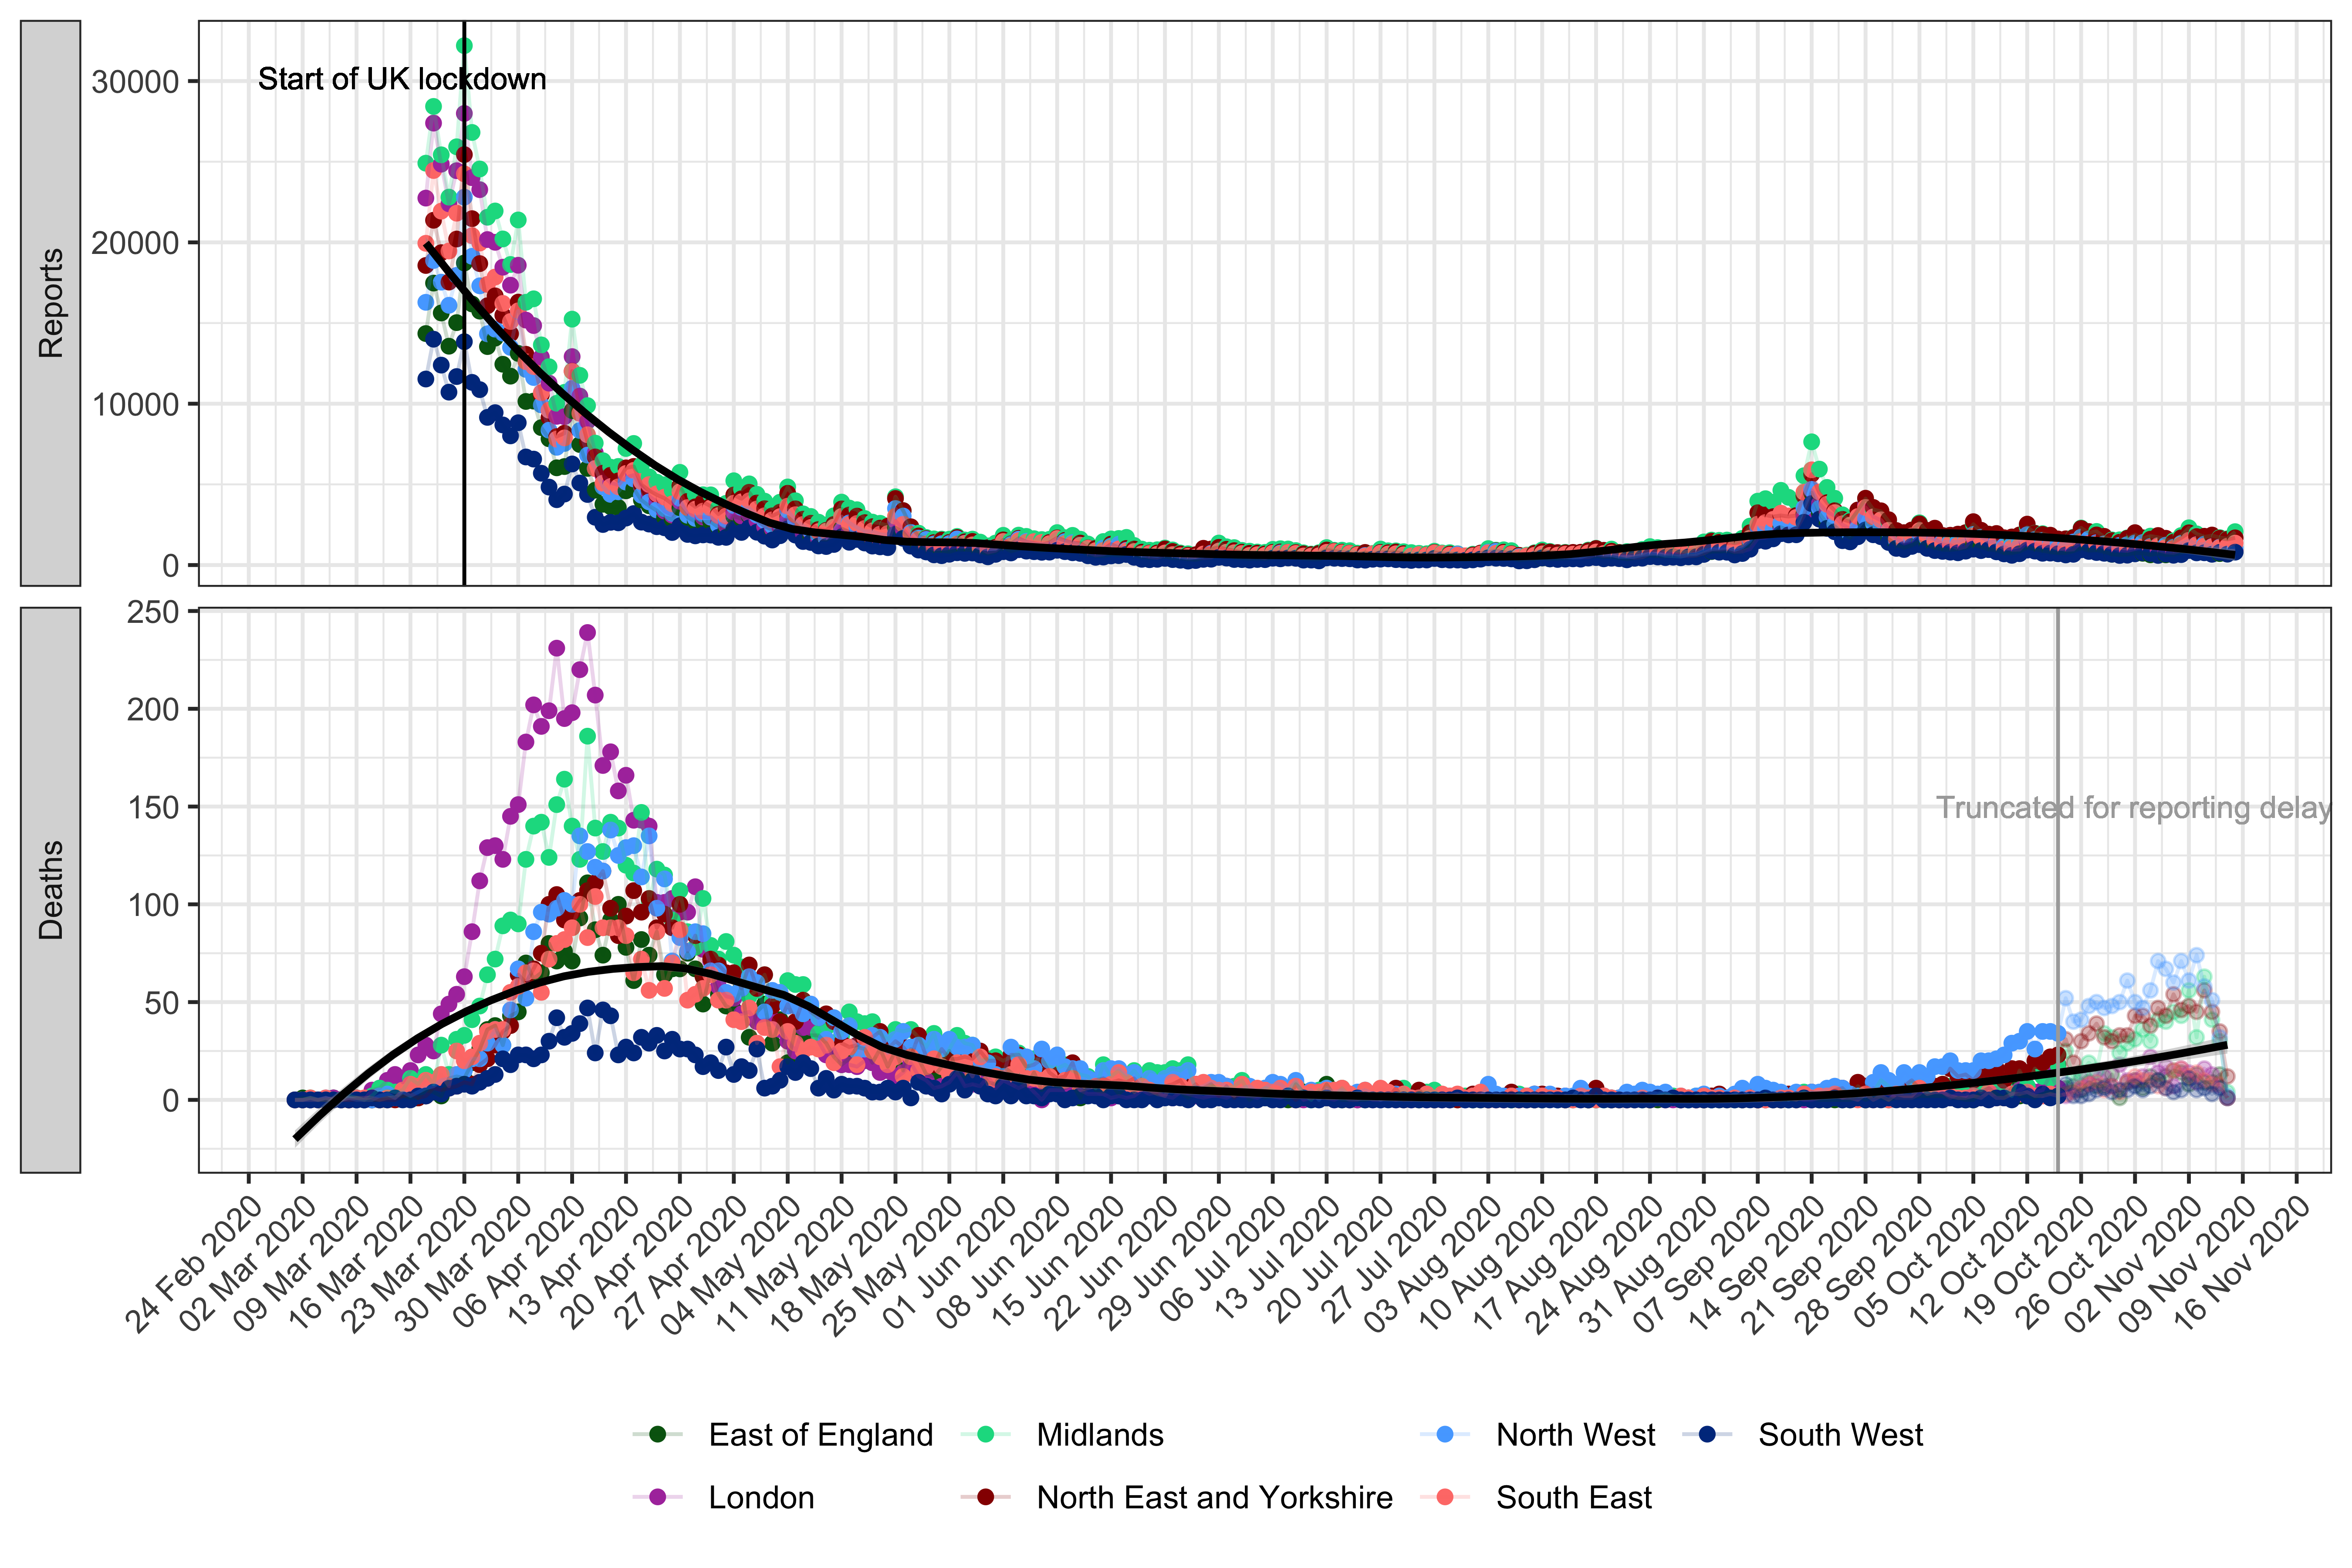 Reports
30000
20000
10000
0
Start of UK lockdown
Deaths
250
200
150
100
50
0
Truncated for reporting delay
24 Feb 2020
02 Mar 2020
09 Mar 2020
16 Mar 2020
23 Mar 2020
30 Mar 2020
06 Apr 2020
13 Apr 2020
20 Apr 2020
27 Apr 2020
04 May 2020
11 May 2020
18 May 2020
25 May 2020
01 Jun 2020
08 Jun 2020
15 Jun 2020
22 Jun 2020
29 Jun 2020
06 Jul 2020
13 Jul 2020
20 Jul 2020
27 Jul 2020
03 Aug 2020
10 Aug 2020
17 Aug 2020
24 Aug 2020
31 Aug 2020
07 Sep 2020
14 Sep 2020
21 Sep 2020
28 Sep 2020
05 Oct 2020
12 Oct 2020
19 Oct 2020
26 Oct 2020
02 Nov 2020
09 Nov 2020
16 Nov 2020
East of England
Midlands
North West
South West
London
North East and Yorkshire
South East